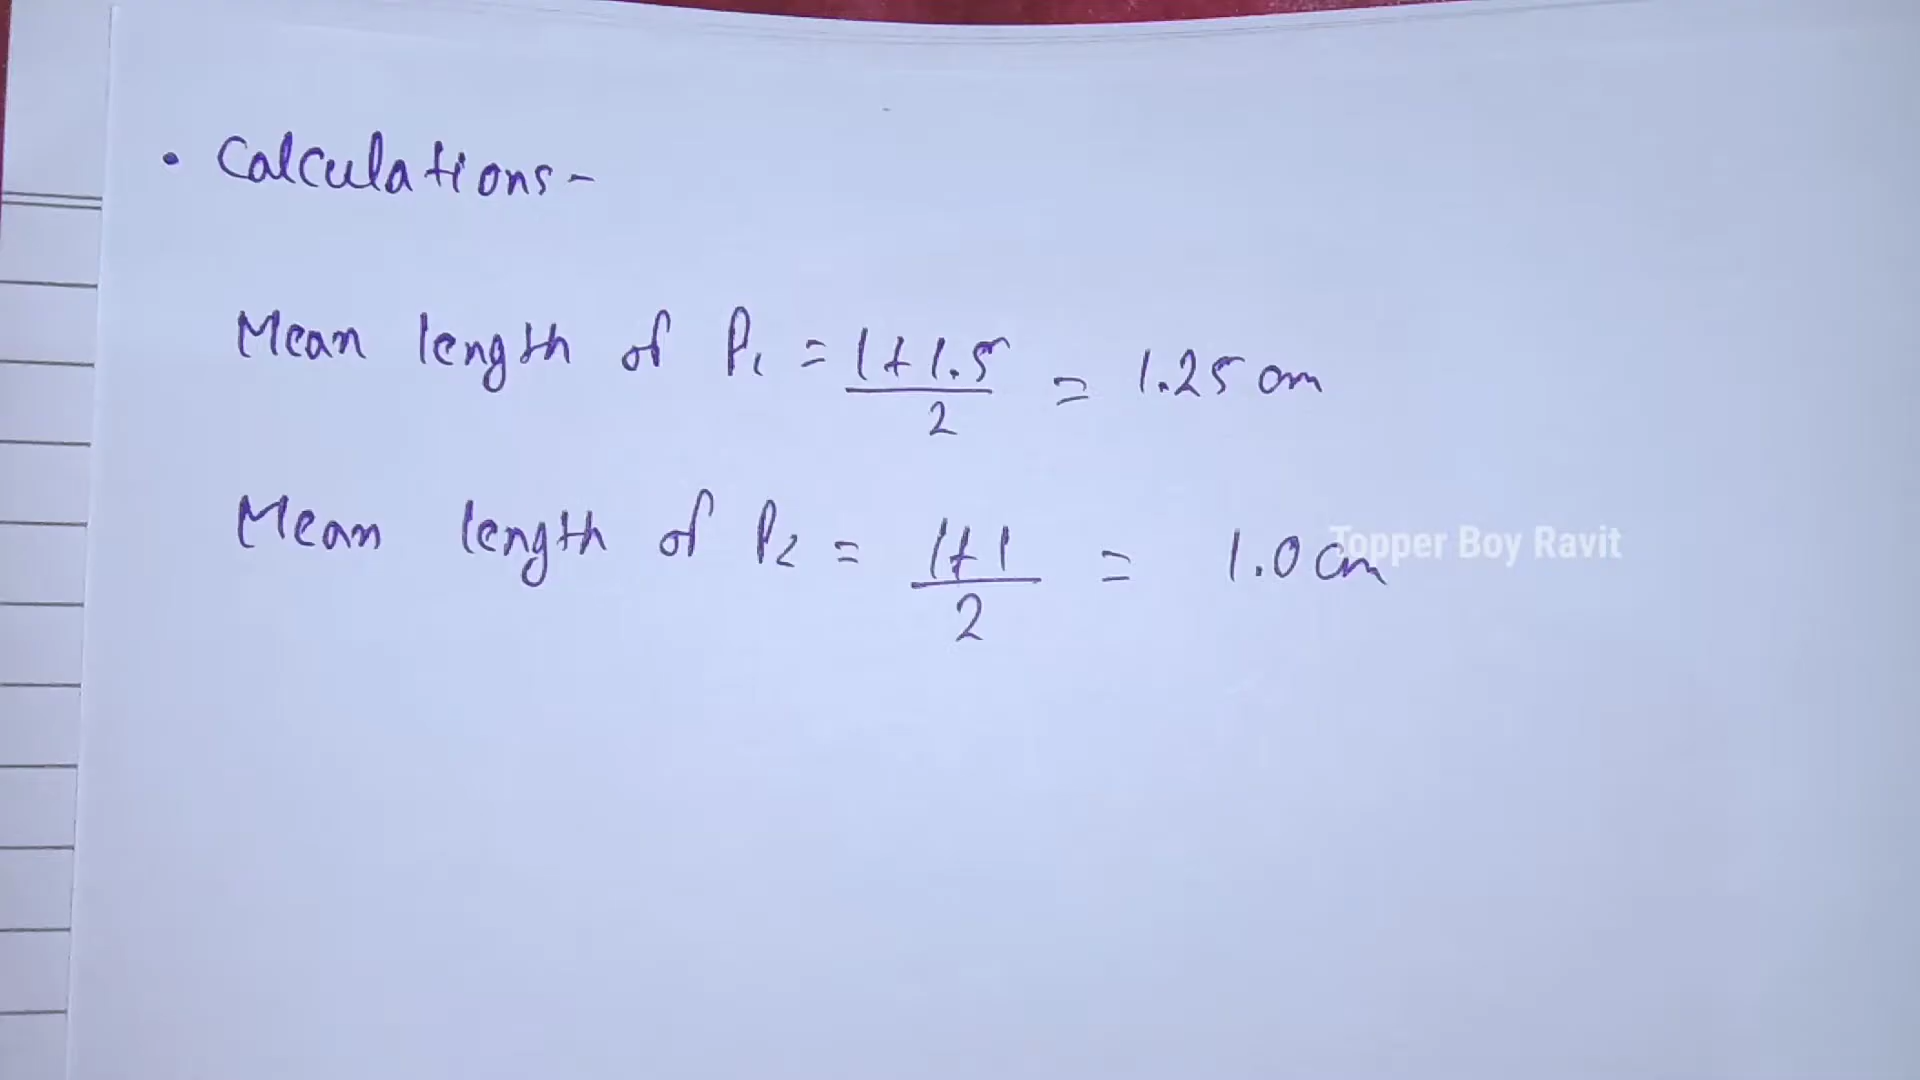 • Calculations -
Mean length of P₁ = (1+1.5)/2 = 1.25 cm
Mean length of P₂ = (1+1)/2 = 1.0 cm
Topper Boy Ravit